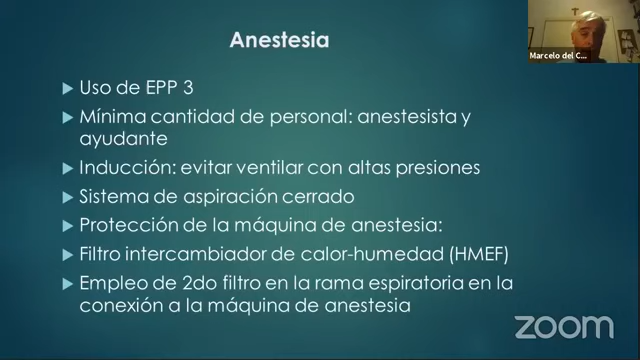 Anestesia
Uso de EPP 3
Mínima cantidad de personal: anestesista y
ayudante
Inducción: evitar ventilar con altas presiones
Sistema de aspiración cerrado
Protección de la máquina de anestesia:
Filtro intercambiador de calor-humedad (HMEF)
Empleo de 2do filtro en la rama espiratoria en la
conexión a la máquina de anestesia
Marcelo del C...
zoom